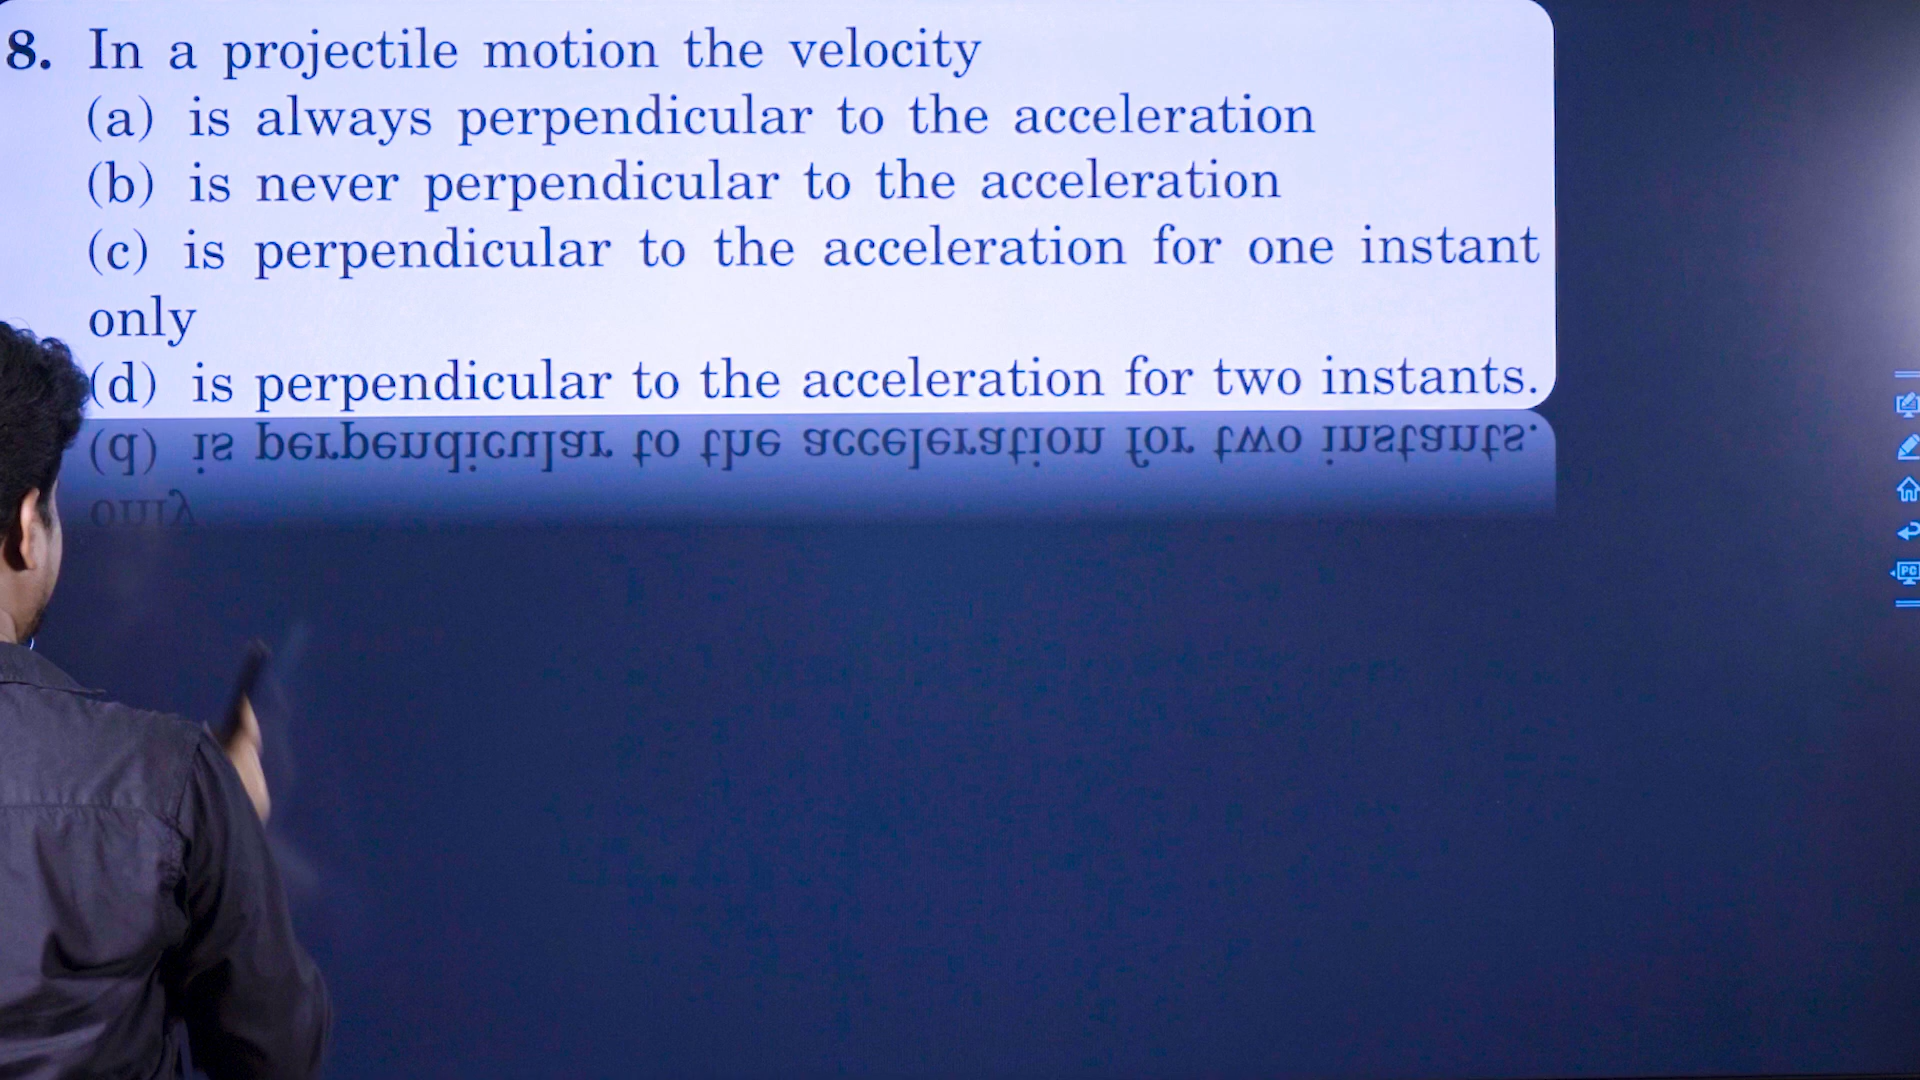 8. In a projectile motion the velocity
(a) is always perpendicular to the acceleration
(b) is never perpendicular to the acceleration
(c) is perpendicular to the acceleration for one instant
only
(d) is perpendicular to the acceleration for two instants.
PC